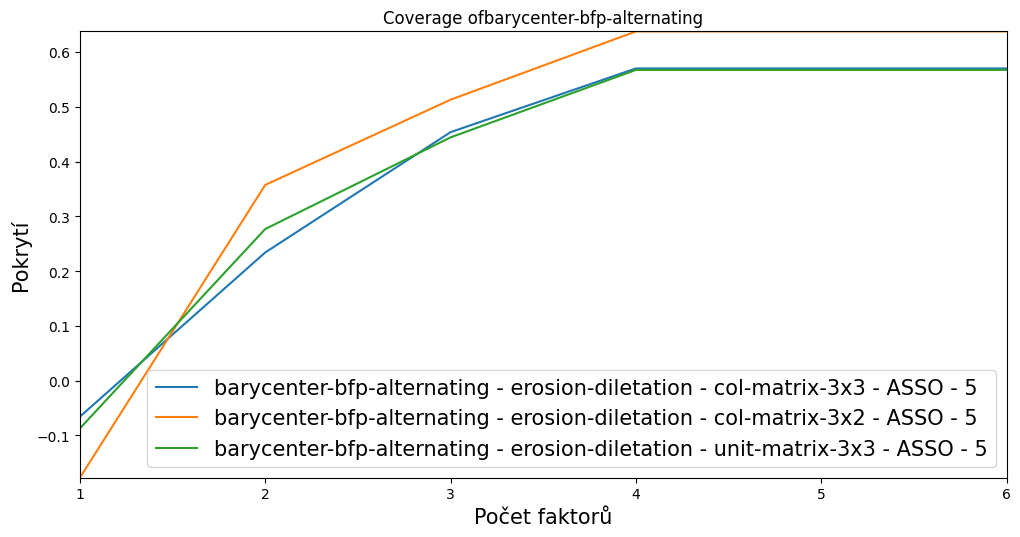 Coverage ofbarycenter-bfp-alternating
Pokrytí
0.6
0.5
0.4
0.3
0.2
0.1
0.0
−0.1
barycenter-bfp-alternating - erosion-diletation - col-matrix-3x3 - ASSO - 5
barycenter-bfp-alternating - erosion-diletation - col-matrix-3x2 - ASSO - 5
barycenter-bfp-alternating - erosion-diletation - unit-matrix-3x3 - ASSO - 5
1 2 3 4 5 6
Počet faktorů